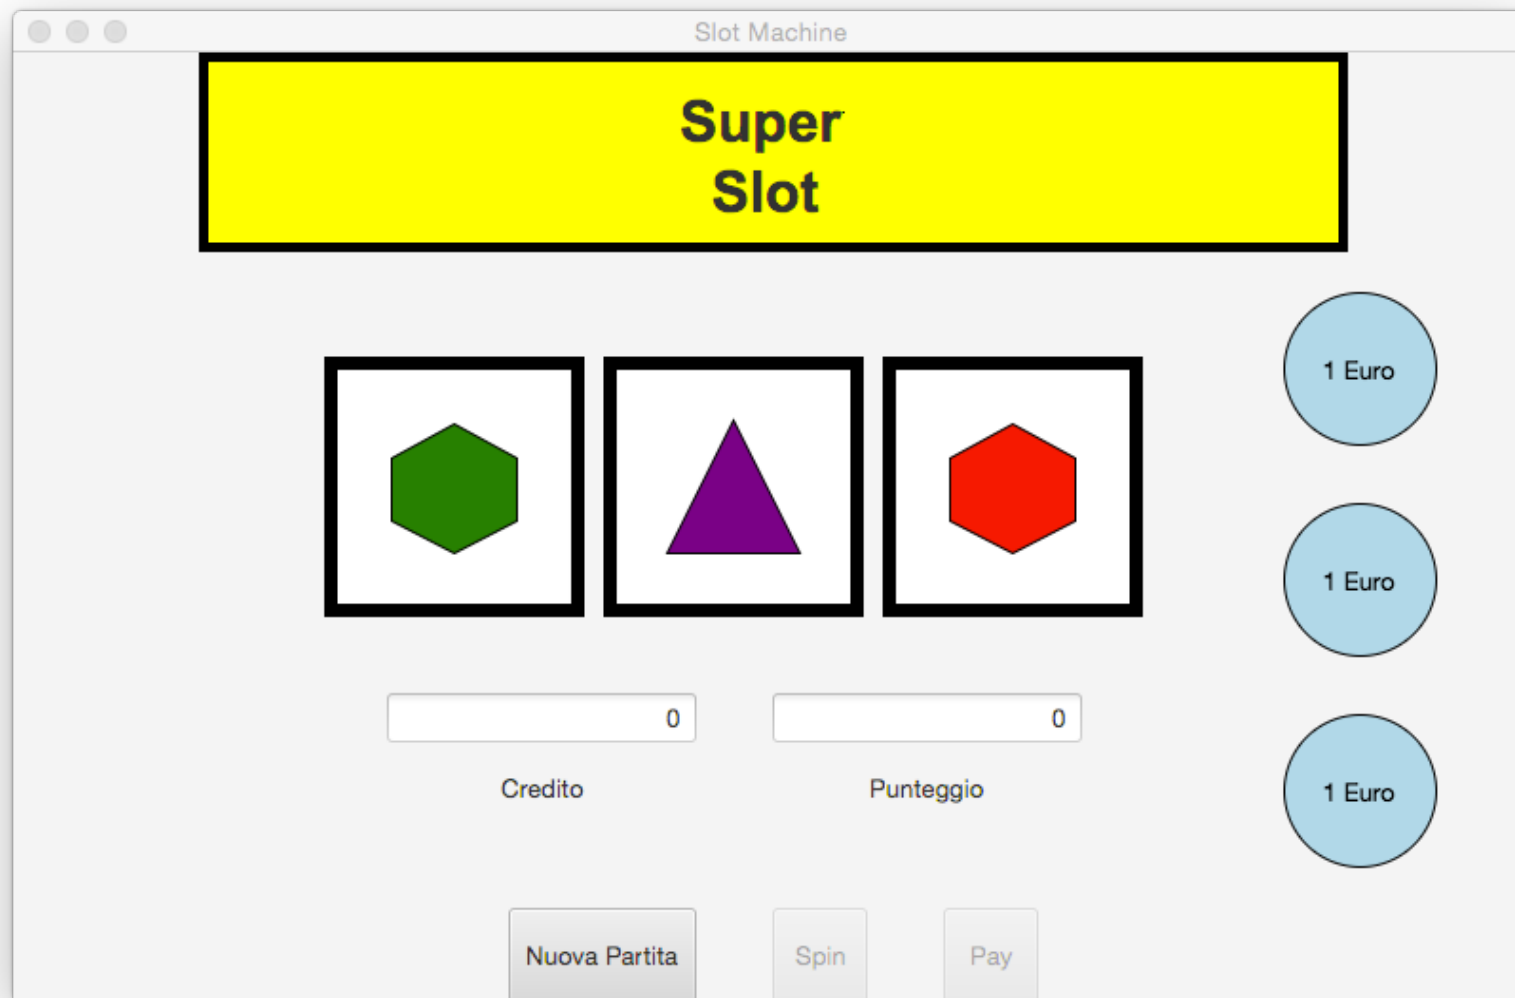 Slot Machine
Super
Slot
1 Euro
1 Euro
0
0
Credito
Punteggio
1 Euro
Nuova Partita
Spin
Pay